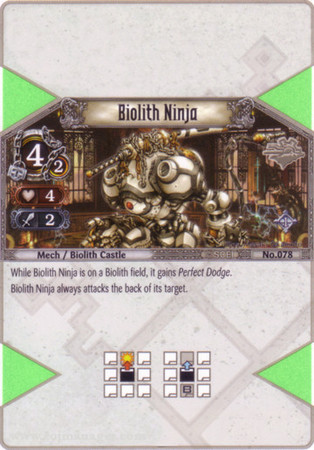 Biolith Ninja
4
2
4
2
Mech / Biolith Castle
No.078
While Biolith Ninja is on a Biolith field, it gains Perfect Dodge.
Biolith Ninja always attacks the back of its target.